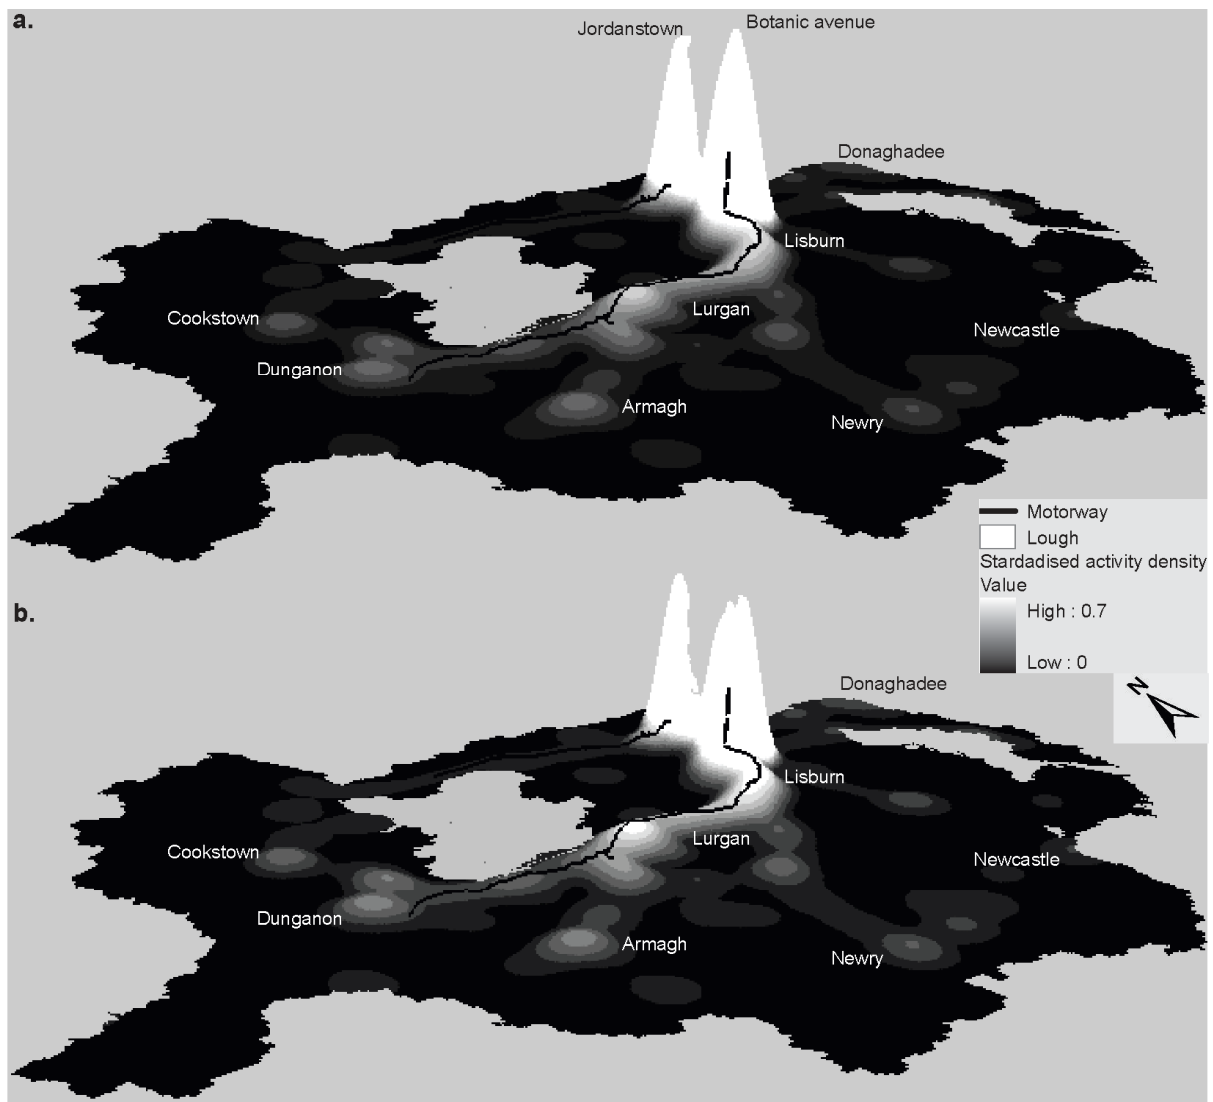 a.
Jordanstown
Botanic avenue
Donaghadee
Lisburn
Cookstown
Lurgan
Newcastle
Dunganon
Armagh
Newry
Motorway
Lough
Stardadised activity density
Value
High : 0.7
Low : 0
b.
N
Donaghadee
Lisburn
Cookstown
Lurgan
Newcastle
Dunganon
Armagh
Newry